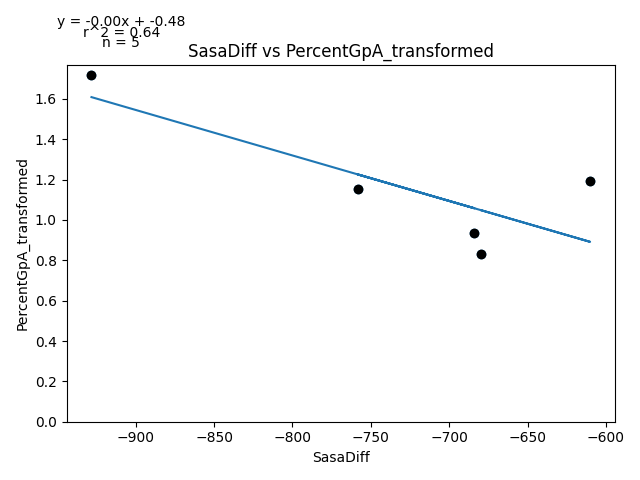 y = -0.00x + -0.48
r^2 = 0.64
n = 5
SasaDiff vs PercentGpA_transformed
PercentGpA_transformed
1.6
1.4
1.2
1.0
0.8
0.6
0.4
0.2
0.0
−900 −850 −800 −750 −700 −650 −600
SasaDiff